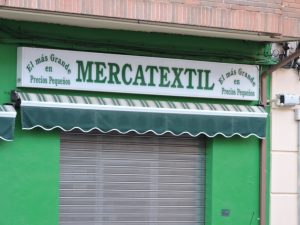 El más Grande
en
Precios Pequeños
MERCATEXTIL
El más Grande
en
Precios Pequeños